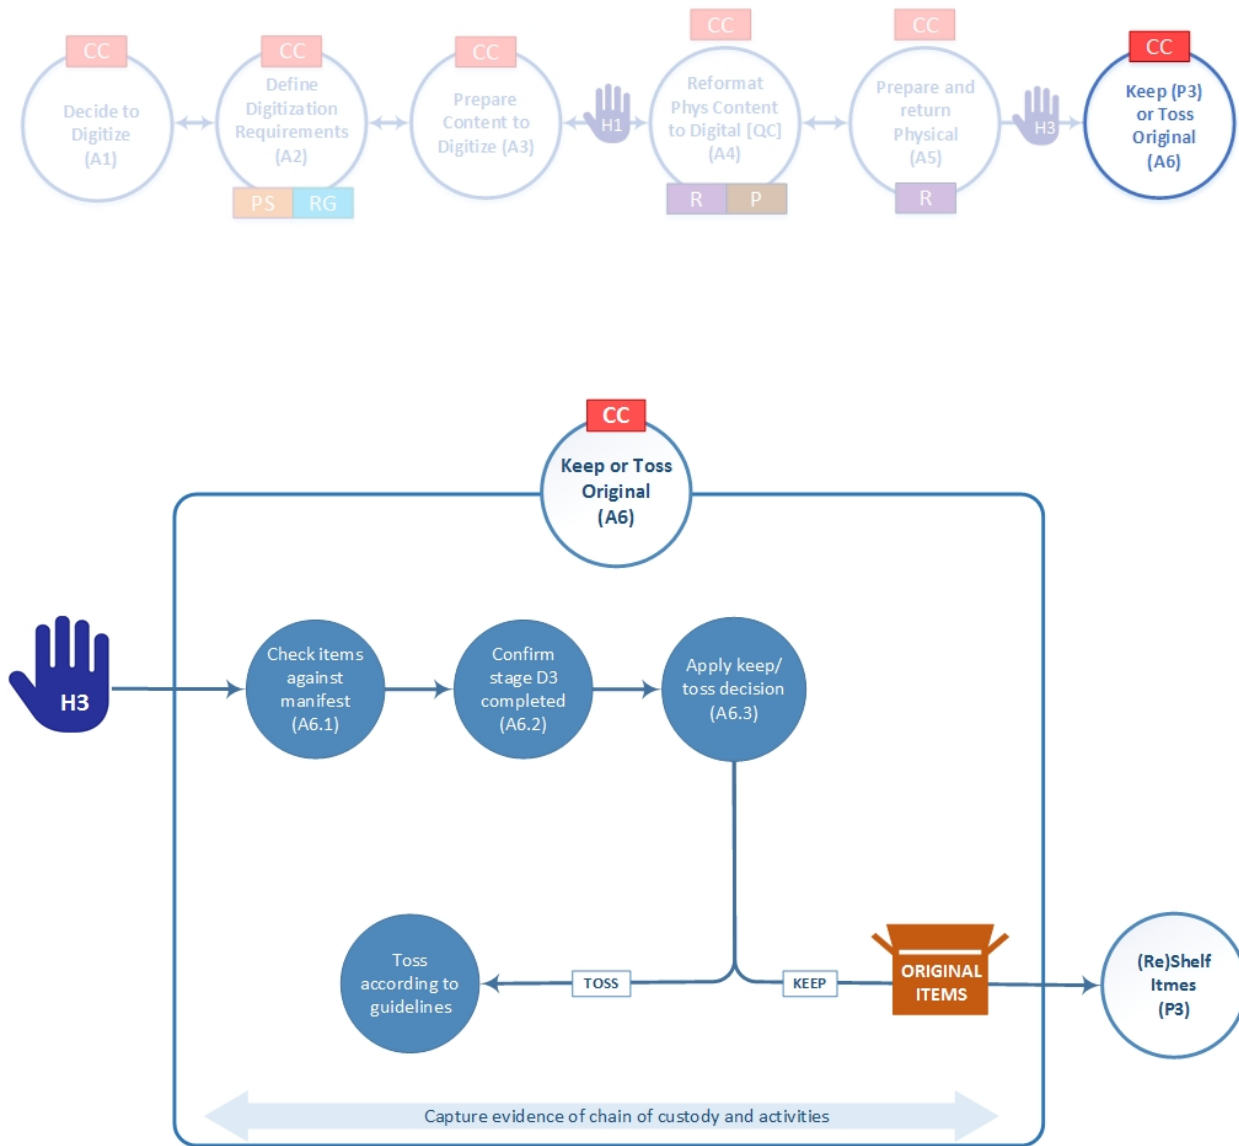 CC
Decide to
Digitize
(A1)
CC
Define
Digitization
Requirements
(A2)
PS
RG
CC
Prepare
Content to
Digitize (A3)
H1
CC
Reformat
Phys Content
to Digital [QC]
(A4)
R
P
CC
Prepare and
return
Physical
(A5)
R
H3
CC
Keep (P3)
or Toss
Original
(A6)
CC
Keep or Toss
Original
(A6)
H3
Check items
against
manifest
(A6.1)
Confirm
stage D3
completed
(A6.2)
Apply keep/
toss decision
(A6.3)
Toss
according to
guidelines
TOSS
KEEP
ORIGINAL
ITEMS
(Re)Shelf
Itmes
(P3)
Capture evidence of chain of custody and activities